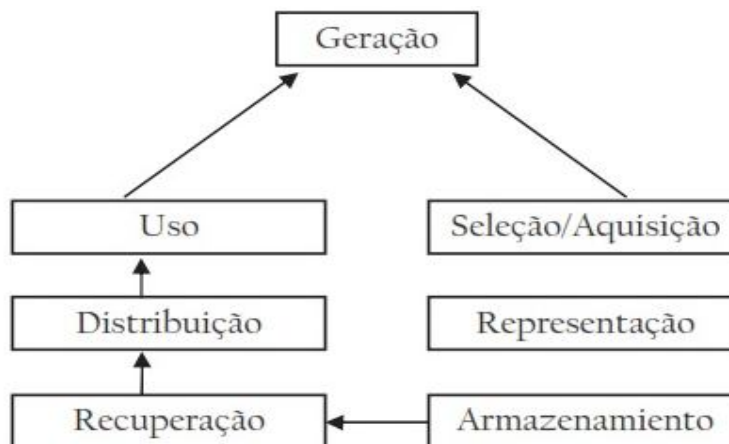 Geração
Uso
Seleção/Aquisição
Distribuição
Representação
Recuperação
Armazenamiento